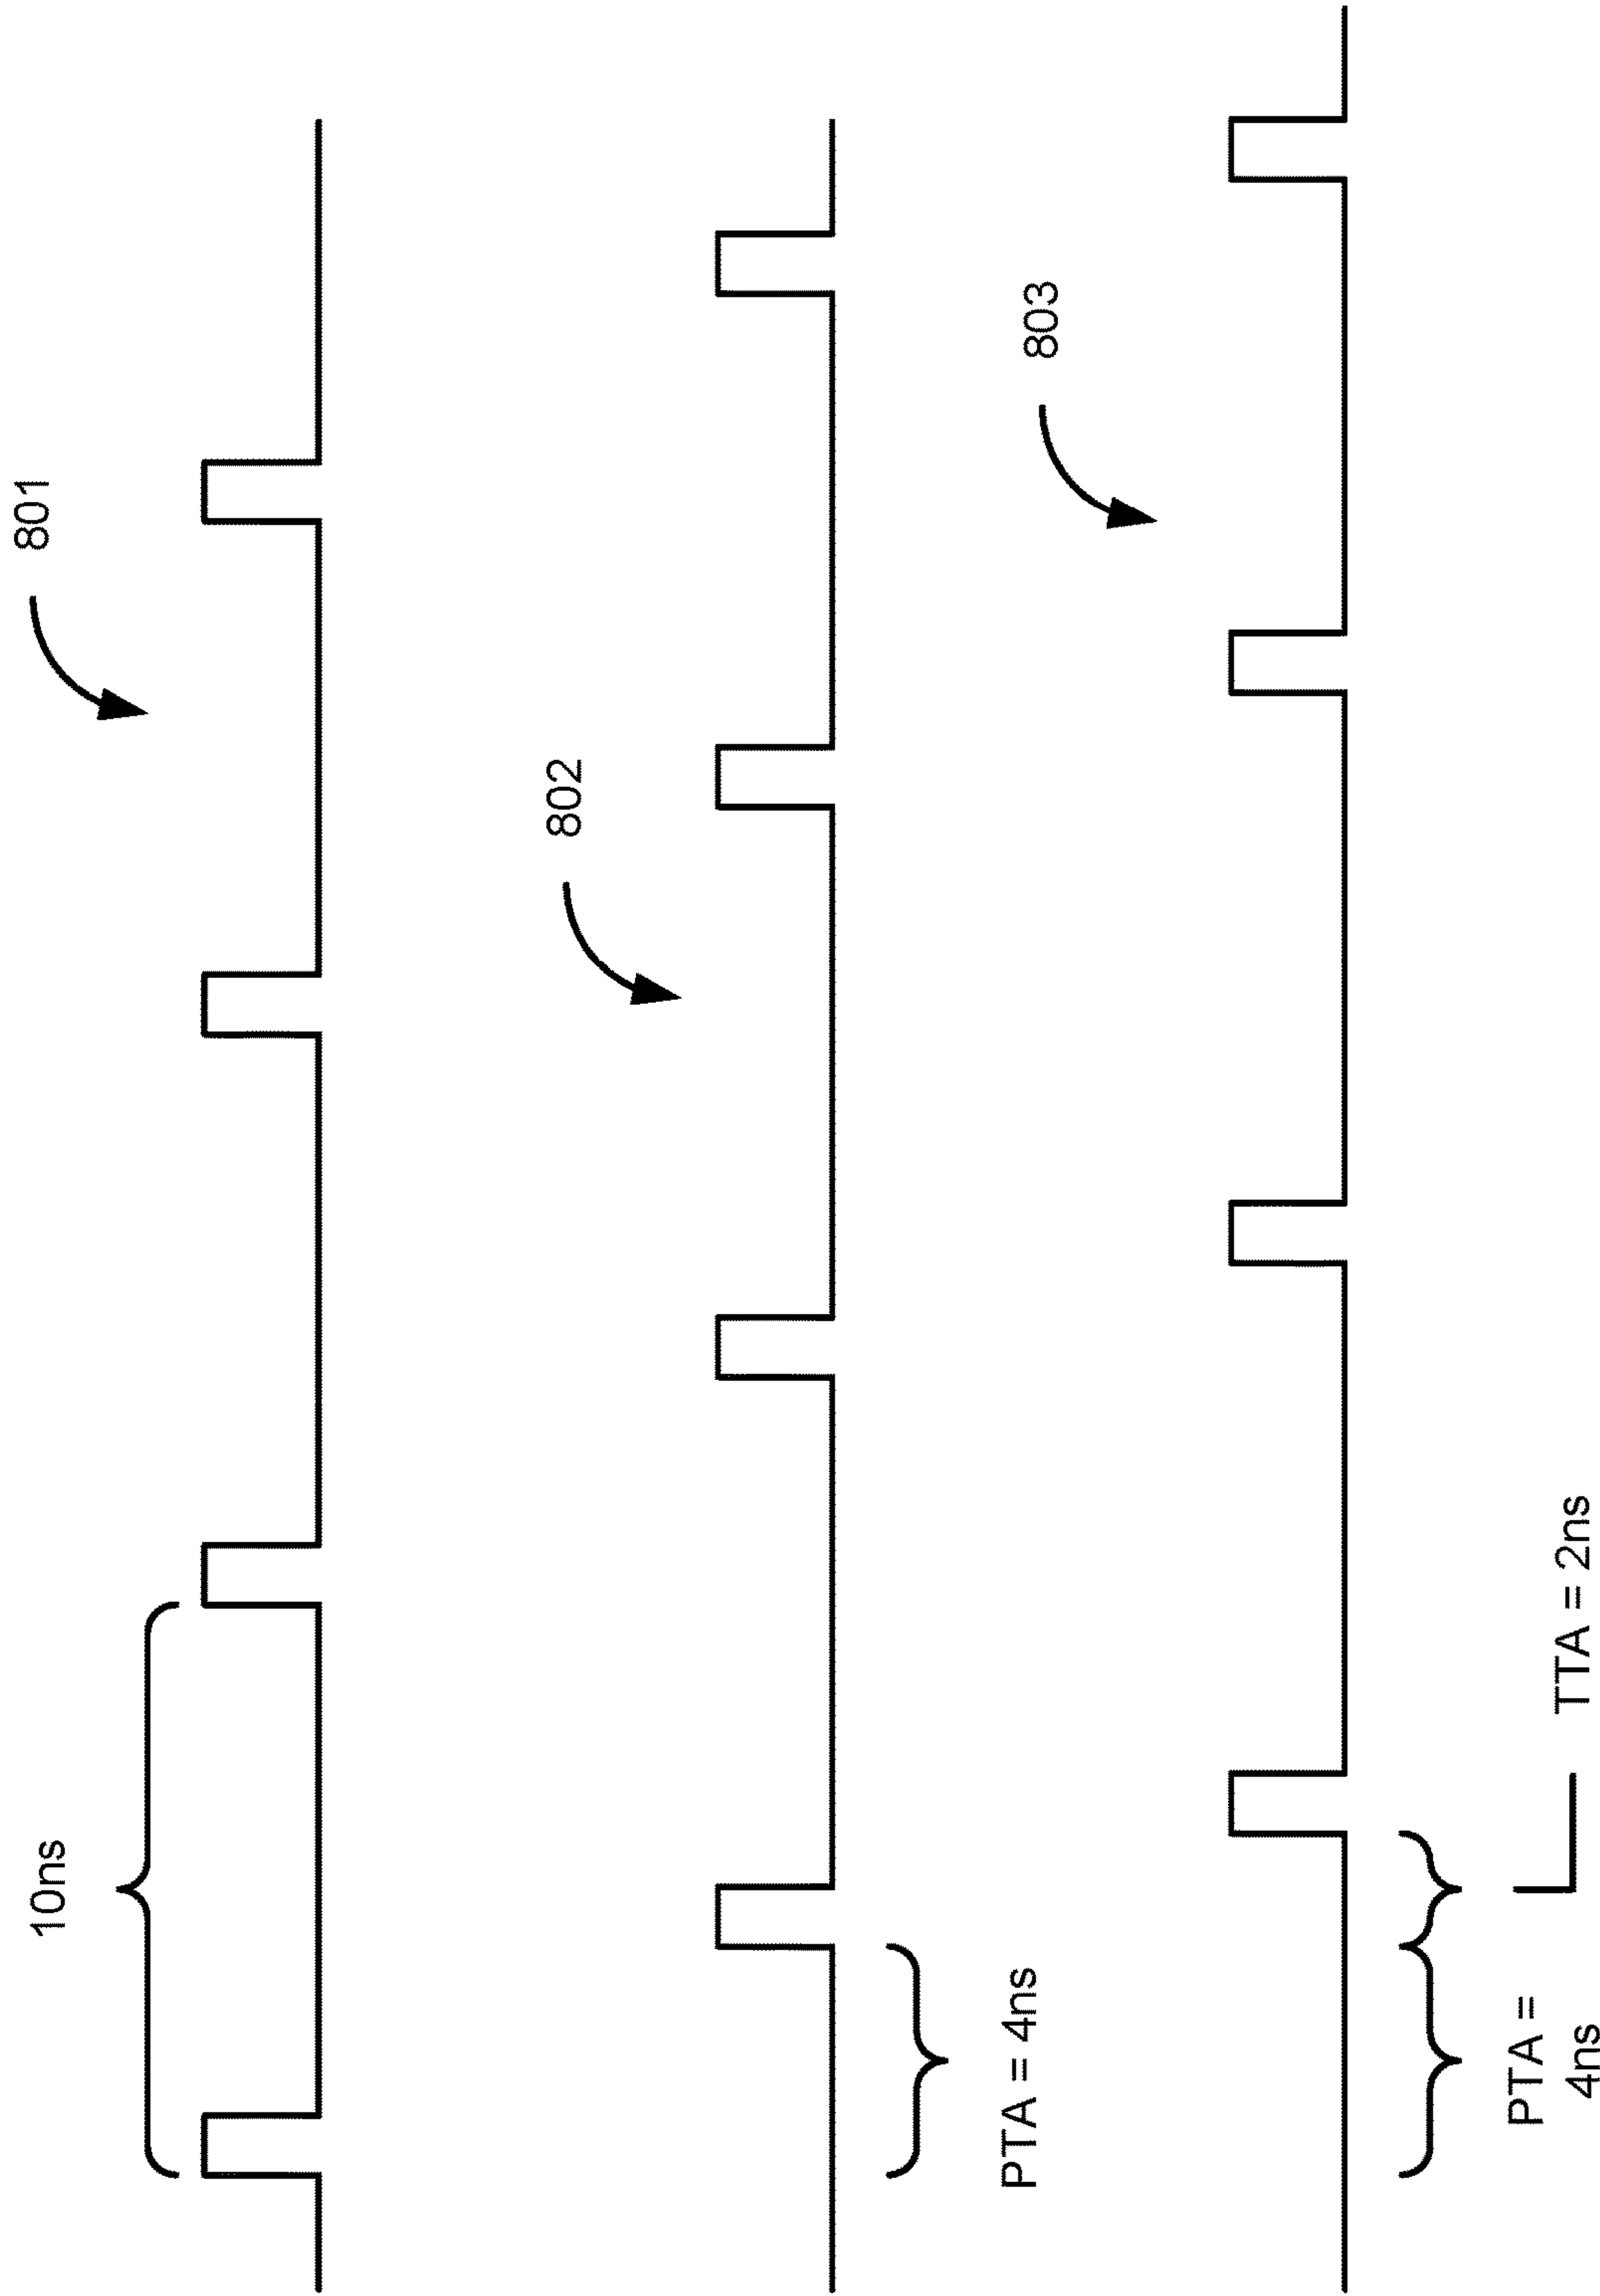 10ns
801
PTA = 4ns
802
PTA =
4ns
TTA = 2ns
803